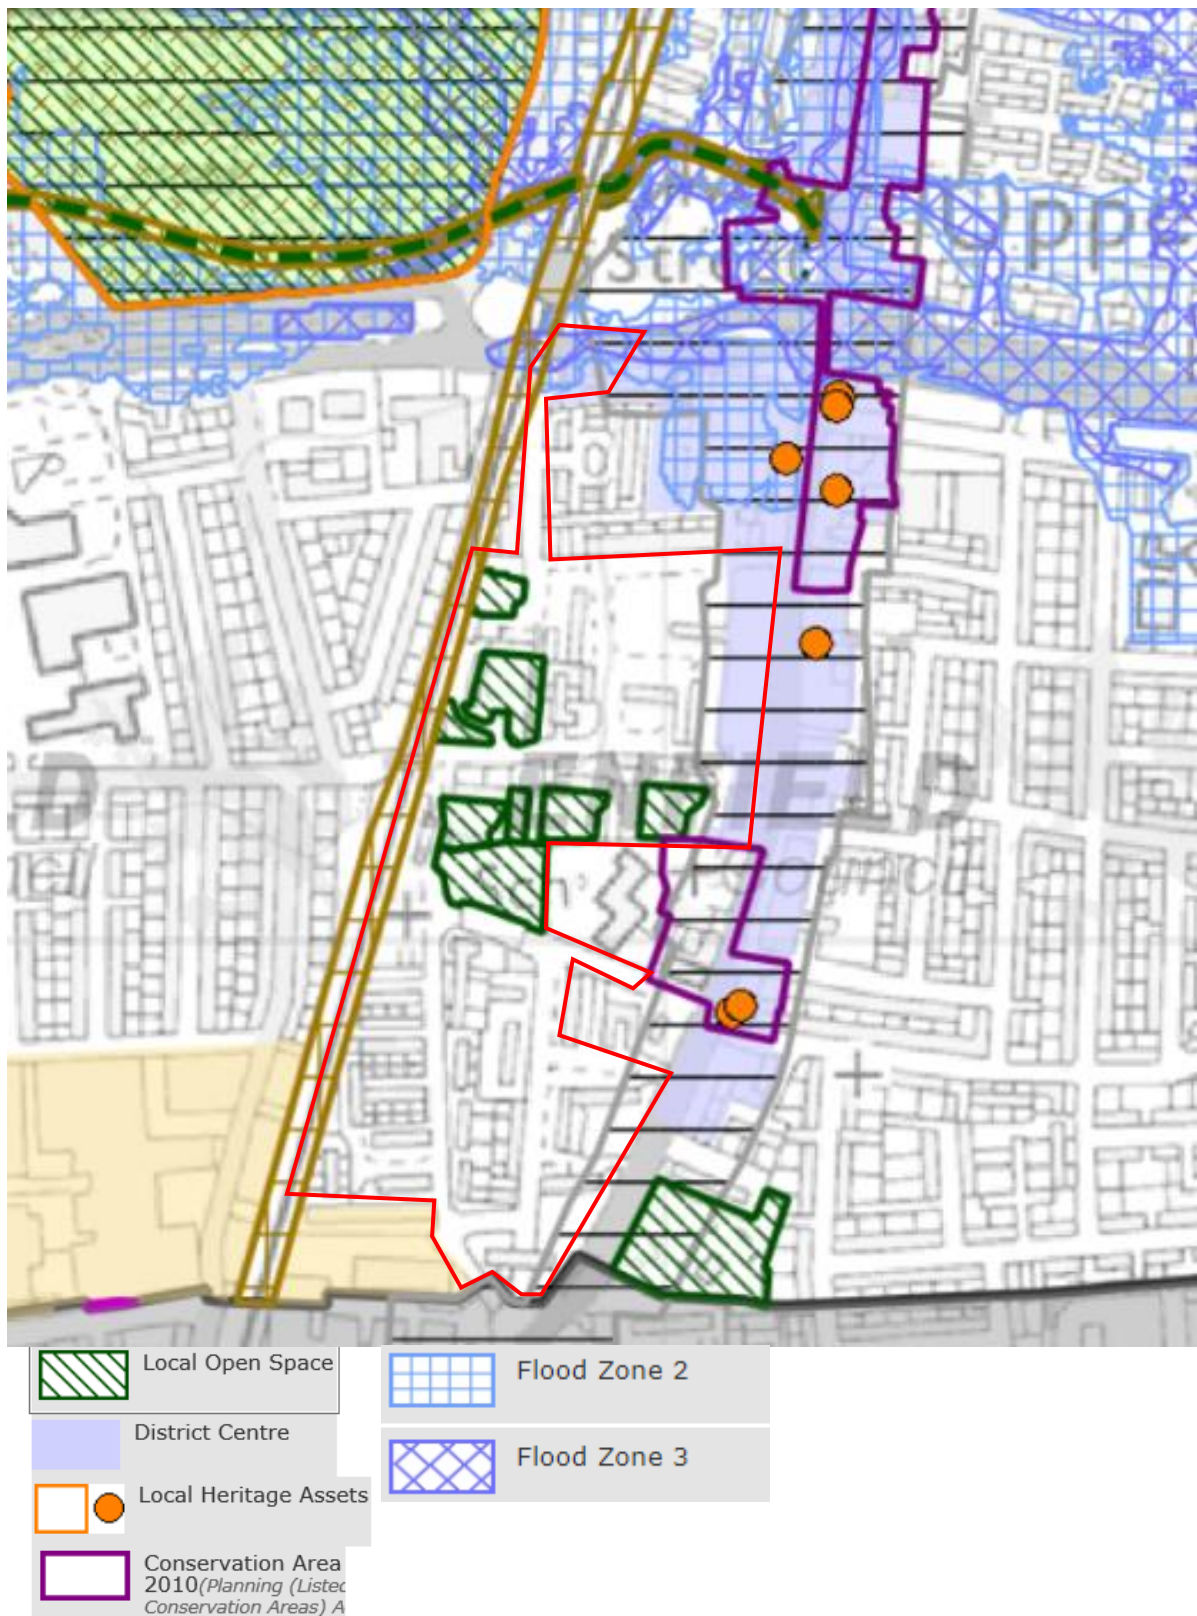 UPP
Local Open Space
District Centre
Local Heritage Assets
Conservation Area
2010(Planning (Listed
Conservation Areas) A
Flood Zone 2
Flood Zone 3